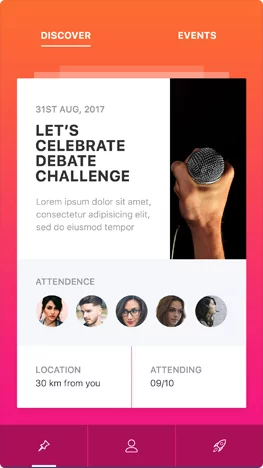 DISCOVER
EVENTS
31ST AUG, 2017
LET'S
CELEBRATE
DEBATE
CHALLENGE
Lorem ipsum dolor sit amet,
consectetur adipisicing elit,
sed do eiusmod tempor
ATTENDENCE
LOCATION
30 km from you
ATTENDING
09/10